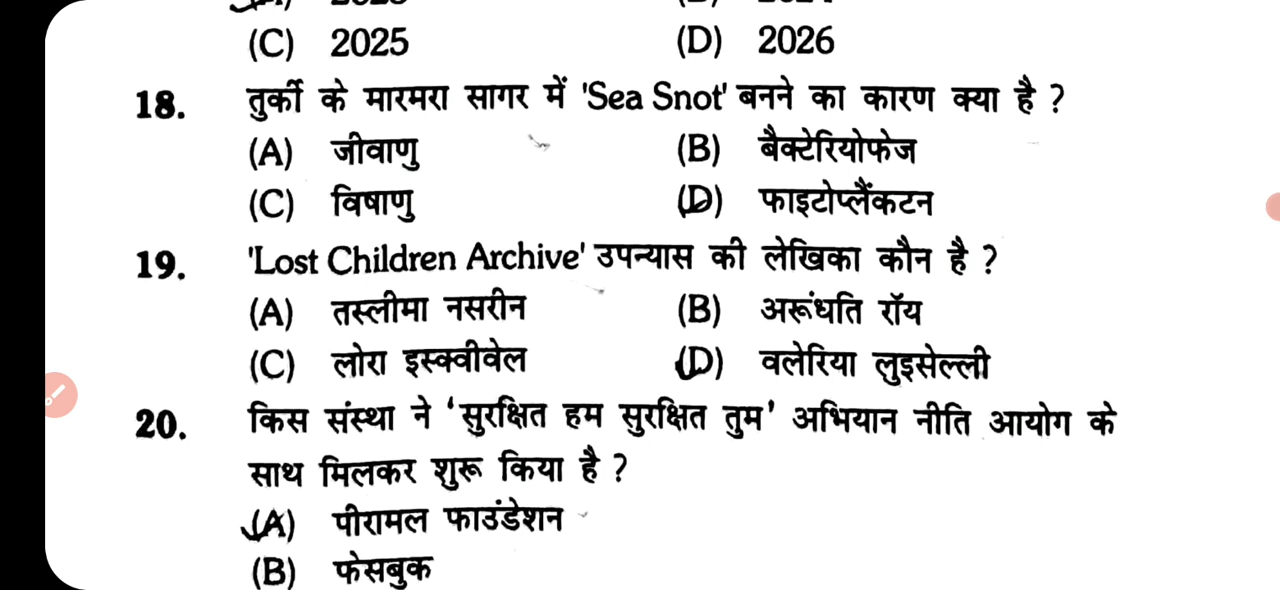 (C) 2025 (D) 2026
18. तुर्की के मारमरा सागर में 'Sea Snot' बनने का कारण क्या है ?
(A) जीवाणु (B) बैक्टेरियोफेज
(C) विषाणु (D) फाइटोप्लैंकटन
19. 'Lost Children Archive' उपन्यास की लेखिका कौन है ?
(A) तस्लीमा नसरीन (B) अरूंधति रॉय
(C) लोरा इस्क्वीवेल (D) वलेरिया लुइसेल्ली
20. किस संस्था ने 'सुरक्षित हम सुरक्षित तुम' अभियान नीति आयोग के
साथ मिलकर शुरू किया है ?
(A) पीरामल फाउंडेशन
(B) फेसबुक